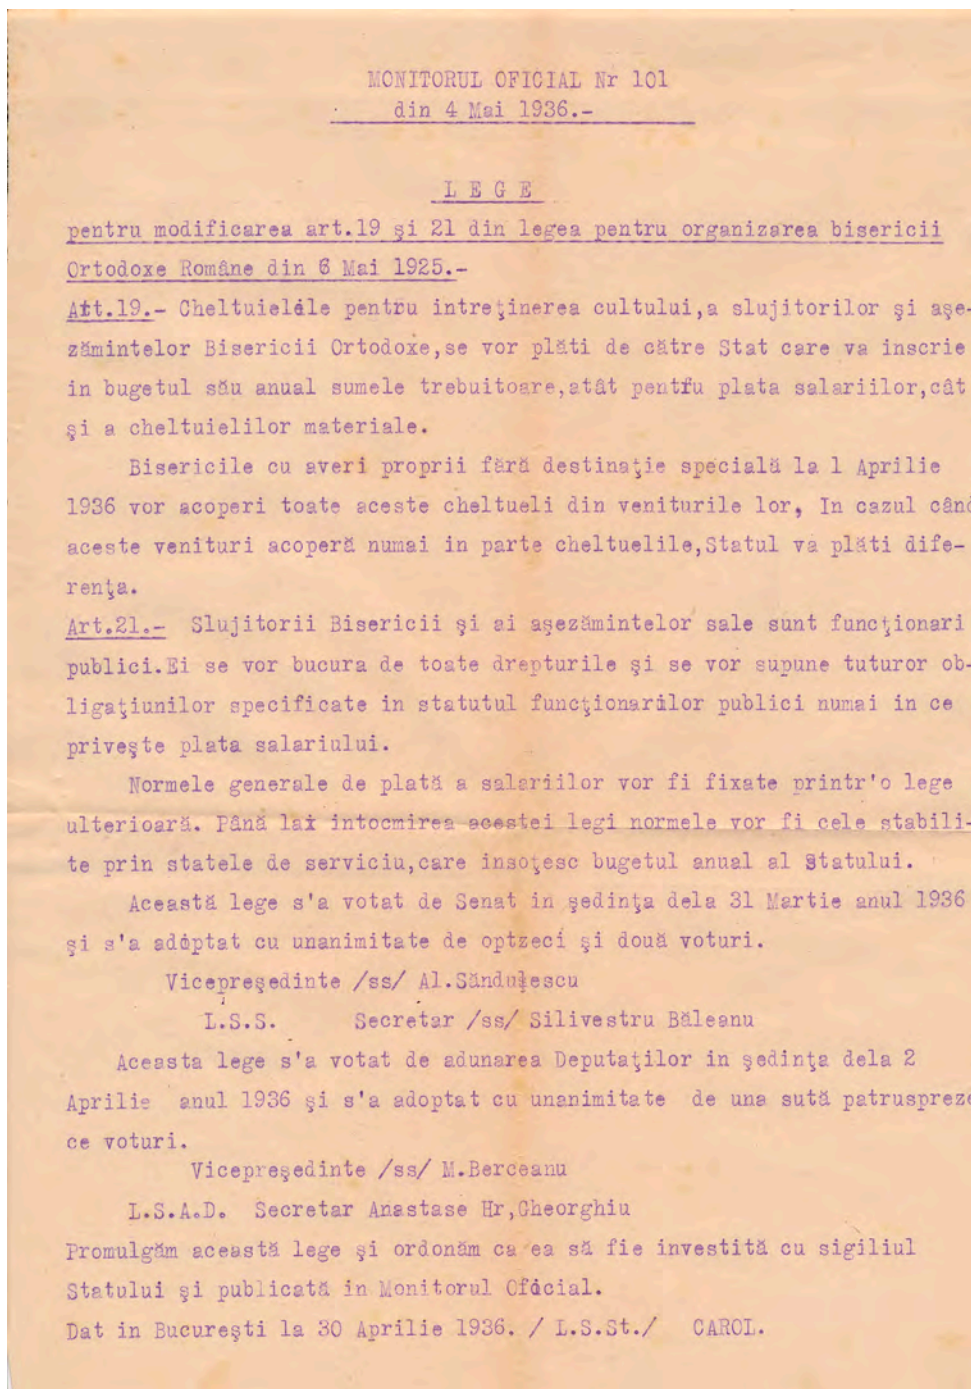 MONITORUL OFICIAL Nr 101
din 4 Mai 1936.-
L E G E
pentru modificarea art.19 şi 21 din legea pentru organizarea bisericii
Ortodoxe Române din 6 Mai 1925.-
Att.19.- Cheltuielele pentru intreţinerea cultului,a slujitorilor şi aşe-
zămintelor Bisericii Ortodoxe,se vor plăti de către Stat care va inscrie
in bugetul său anual sumele trebuitoare,atât pentru plata salariilor,cât
şi a cheltuielilor materiale.
Bisericile cu averi proprii fără destinaţie specială la 1 Aprilie
1936 vor acoperi toate aceste cheltueli din veniturile lor, In cazul când
aceste venituri acoperă numai in parte cheltuelile,Statul va plăti dife-
renţa.
Art.21.- Slujitorii Bisericii şi ai aşezămintelor sale sunt funcţionari
publici.Ei se vor bucura de toate drepturile şi se vor supune tuturor ob-
ligaţiunilor specificate in statutul funcţionarilor publici numai in ce
priveşte plata salariului.
Normele generale de plată a salariilor vor fi fixate printr'o lege
ulterioară. Până lax intocmirea acestei legi normele vor fi cele stabili-
te prin statele de serviciu,care insoţesc bugetul anual al Statului.
Această lege s'a votat de Senat in şedinţa dela 31 Martie anul 1936
şi s'a adoptat cu unanimitate de optzeci şi două voturi.
Vicepreşedinte /ss/ Al.Săndulescu
L.S.S. Secretar /ss/ Silivestru Băleanu
Aceasta lege s'a votat de adunarea Deputaţilor in şedinţa dela 2
Aprilie anul 1936 şi s'a adoptat cu unanimitate de una sută patruspreze
ce voturi.
Vicepreşedinte /ss/ M.Berceanu
L.S.A.D. Secretar Anastase Hr,Gheorghiu
Promulgăm această lege şi ordonăm ca ea să fie investită cu sigiliul
Statului şi publicată in Monitorul Oficial.
Dat in Bucureşti la 30 Aprilie 1936. / L.S.St./ CAROL.